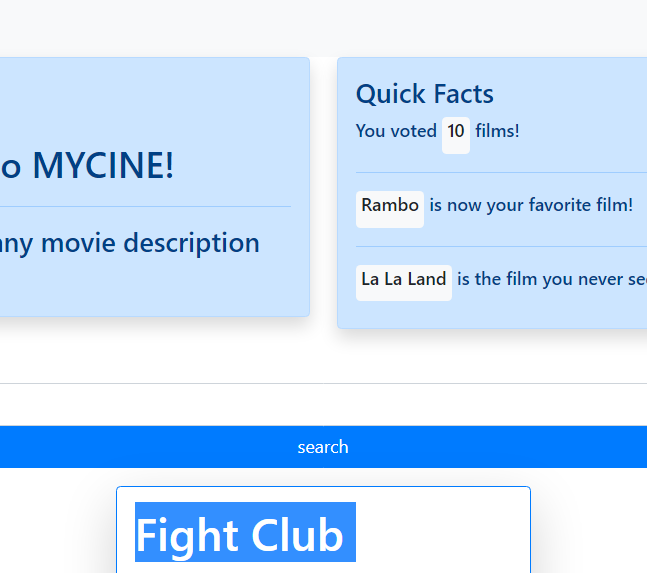 o MYCINE!
any movie description
Quick Facts
You voted 10 films!
Rambo is now your favorite film!
La La Land is the film you never se
search
Fight Club